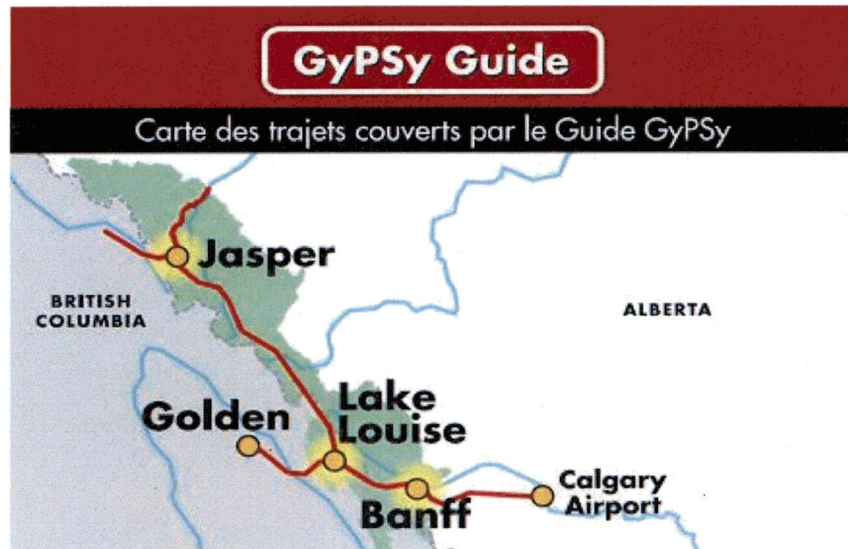 GyPSy Guide
Carte des trajets couverts par le Guide GyPSy
Jasper
BRITISH
COLUMBIA
ALBERTA
Lake
Louise
Golden
Banff
Calgary
Airport